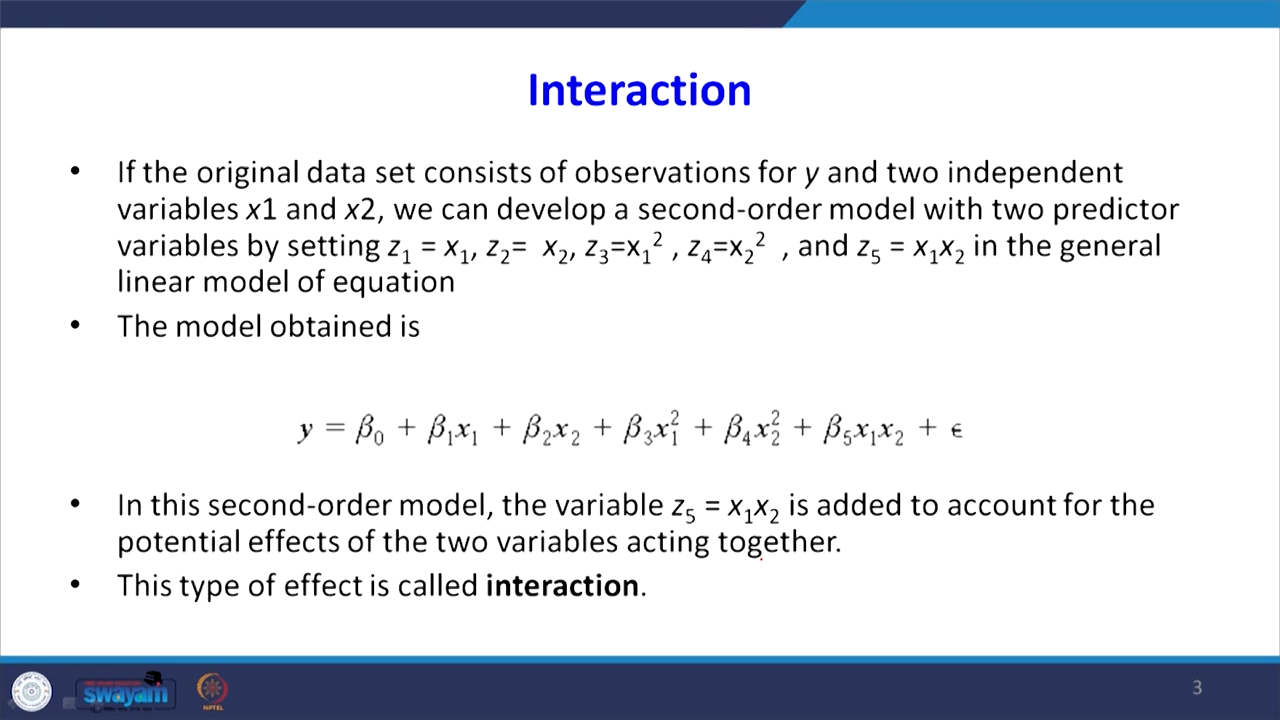 Interaction
• If the original data set consists of observations for y and two independent
variables x1 and x2, we can develop a second-order model with two predictor
variables by setting z₁ = x₁, z₂= x₂, z₃=x₁² , z₄=x₂² , and z₅ = x₁x₂ in the general
linear model of equation
• The model obtained is
y = β₀ + β₁x₁ + β₂x₂ + β₃x₁² + β₄x₂² + β₅x₁x₂ + ϵ
• In this second-order model, the variable z₅ = x₁x₂ is added to account for the
potential effects of the two variables acting together.
• This type of effect is called interaction.
swayam
NPTEL
3